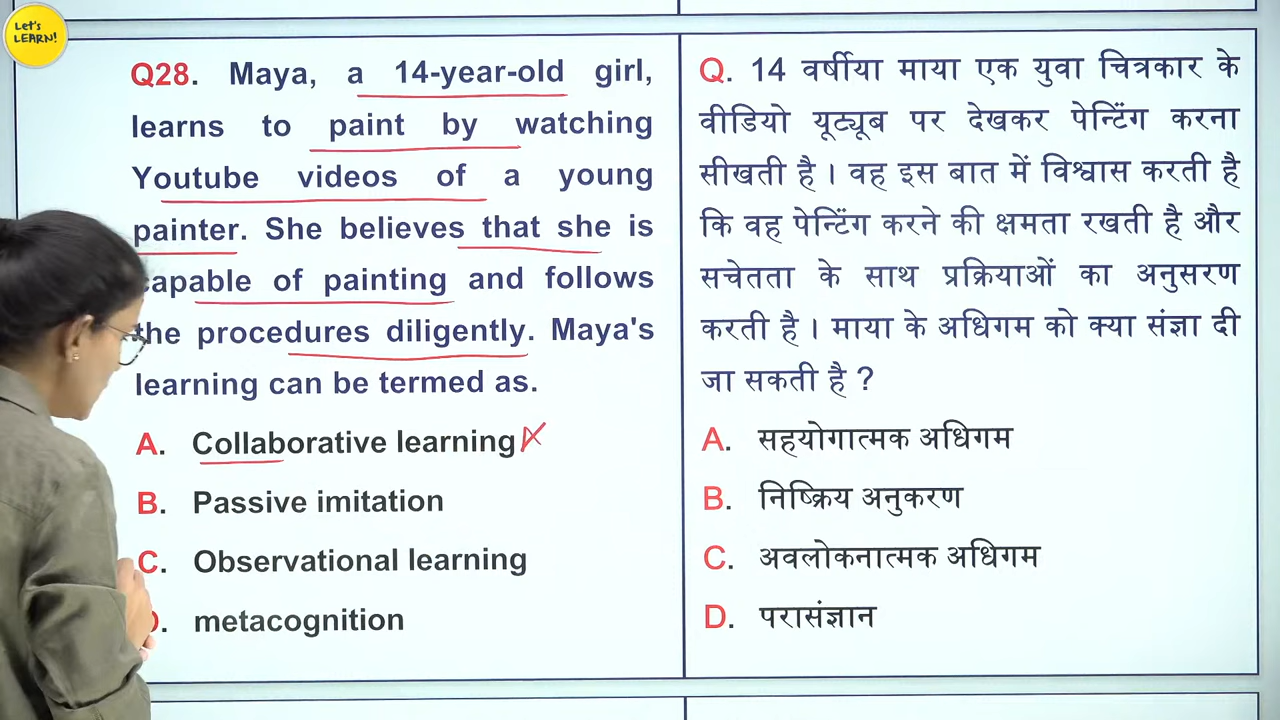 Let's
LEARN!
Q28. Maya, a 14-year-old girl,
learns to paint by watching
Youtube videos of a young
painter. She believes that she is
capable of painting and follows
the procedures diligently. Maya's
learning can be termed as.
A. Collaborative learning
B. Passive imitation
C. Observational learning
D. metacognition
Q. 14 वर्षीया माया एक युवा चित्रकार के
वीडियो यूट्यूब पर देखकर पेन्टिंग करना
सीखती है । वह इस बात में विश्वास करती है
कि वह पेन्टिंग करने की क्षमता रखती है और
सचेतता के साथ प्रक्रियाओं का अनुसरण
करती है । माया के अधिगम को क्या संज्ञा दी
जा सकती है ?
A. सहयोगात्मक अधिगम
B. निष्क्रिय अनुकरण
C. अवलोकनात्मक अधिगम
D. परासंज्ञान